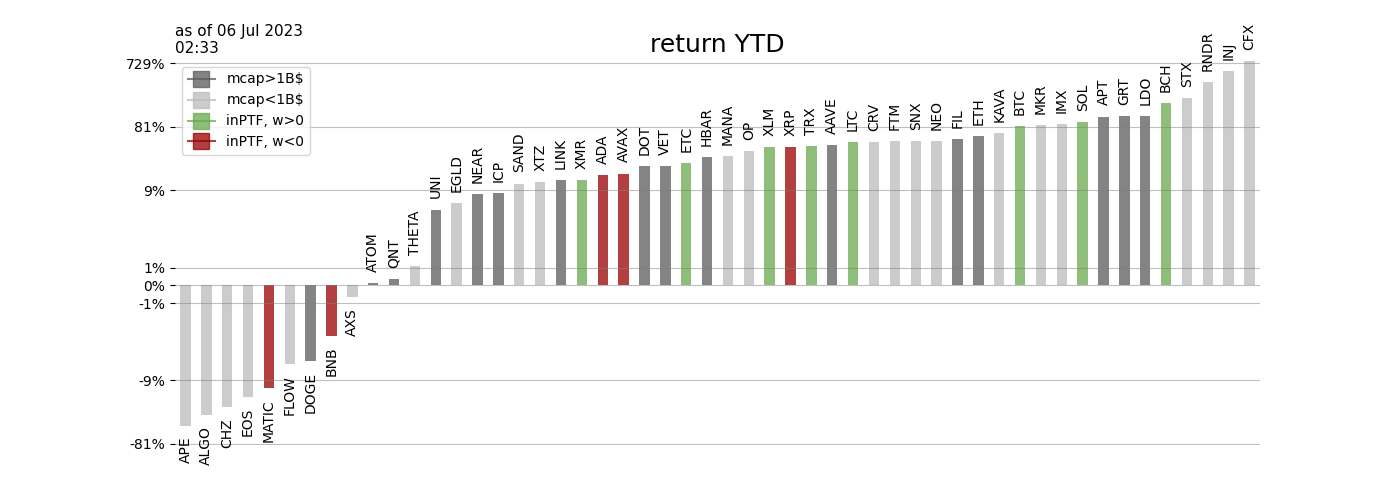 as of 06 Jul 2023
02:33
return YTD
mcap>1B$
mcap<1B$
inPTF, w>0
inPTF, w<0
729%
81%
9%
1%
0%
-1%
-9%
-81%
APE
ALGO
CHZ
EOS
MATIC
FLOW
DOGE
BNB
AXS
ATOM
QNT
THETA
UNI
EGLD
NEAR
ICP
SAND
XTZ
LINK
XMR
ADA
AVAX
DOT
VET
ETC
HBAR
MANA
OP
XLM
XRP
TRX
AAVE
LTC
CRV
FTM
SNX
NEO
FIL
ETH
KAVA
BTC
MKR
IMX
SOL
APT
GRT
LDO
BCH
STX
RNDR
INJ
CFX